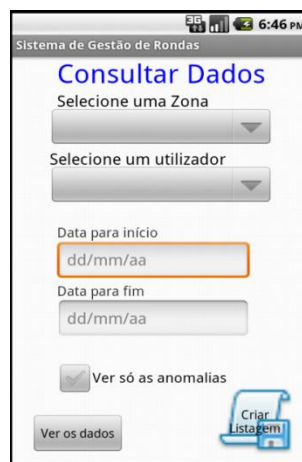 3G 6:46 PM
Sistema de Gestão de Rondas
Consultar Dados
Selecione uma Zona
Selecione um utilizador
Data para início
dd/mm/aa
Data para fim
dd/mm/aa
Ver só as anomalias
Ver os dados
Criar
Listagem